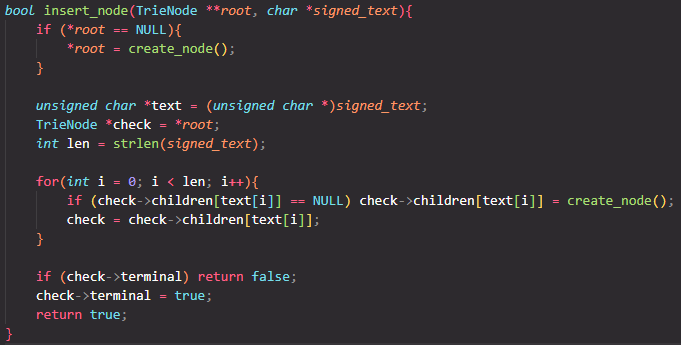 bool insert_node(TrieNode **root, char *signed_text){
    if (*root == NULL){
        *root = create_node();
    }

    unsigned char *text = (unsigned char *)signed_text;
    TrieNode *check = *root;
    int len = strlen(signed_text);

    for(int i = 0; i < len; i++){
        if (check->children[text[i]] == NULL) check->children[text[i]] = create_node();
        check = check->children[text[i]];
    }

    if (check->terminal) return false;
    check->terminal = true;
    return true;
}